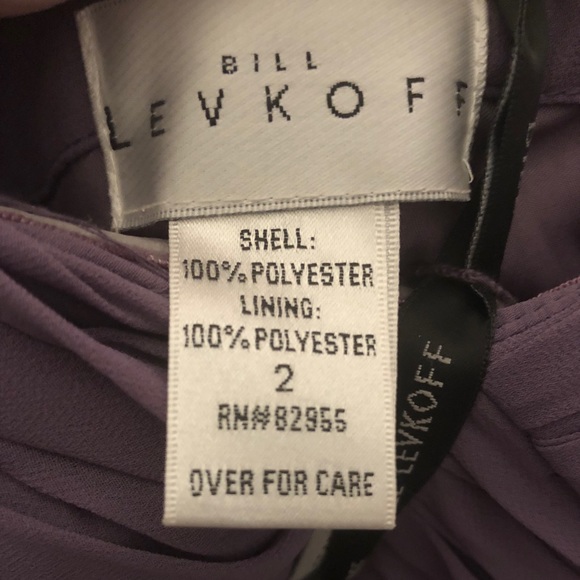 BILL
LEVKOFF
SHELL:
100% POLYESTER
LINING:
100% POLYESTER
2
RN#82955
OVER FOR CARE
LEVKOFF